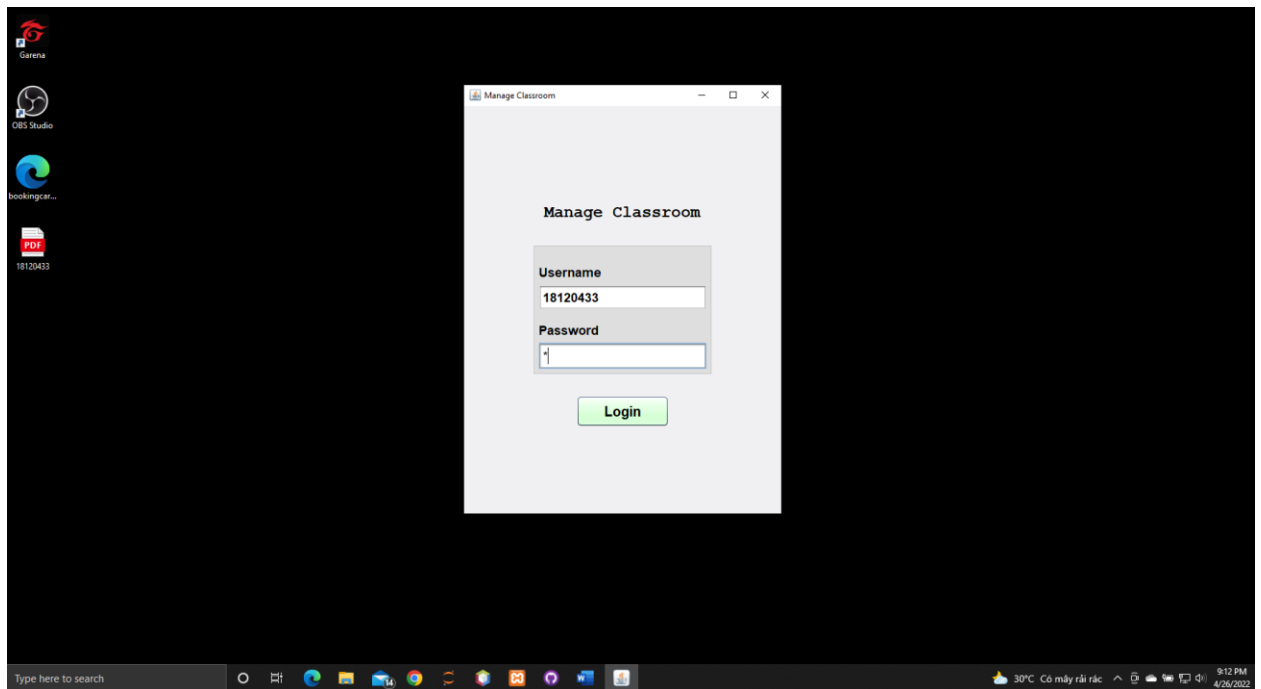 Garena
OBS Studio
bookingcar...
PDF
18120433
Manage Classroom
Manage Classroom
Username
18120433
Password
*
Login
Type here to search
14
30°C Có mây rải rác
9:12 PM
4/26/2022